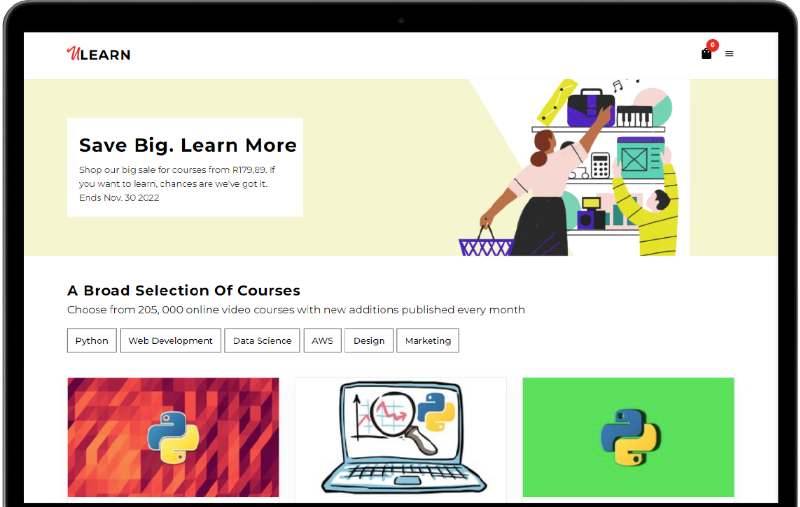 ULEARN
6
Save Big. Learn More
Shop our big sale for courses from R179,89. If
you want to learn, chances are we've got it.
Ends Nov. 30 2022
A Broad Selection Of Courses
Choose from 205, 000 online video courses with new additions published every month
Python Web Development Data Science AWS Design Marketing